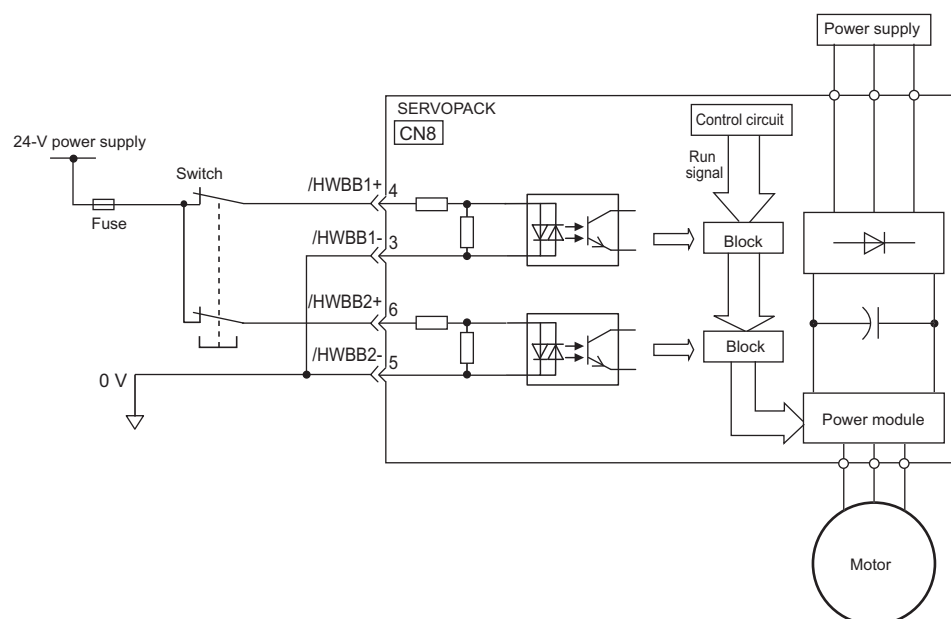 Power supply
SERVOPACK
CN8
Control circuit
24-V power supply
Run
signal
Switch
/HWBB1+
4
Fuse
/HWBB1-
3
Block
/HWBB2+
6
/HWBB2-
5
Block
0 V
Power module
Motor